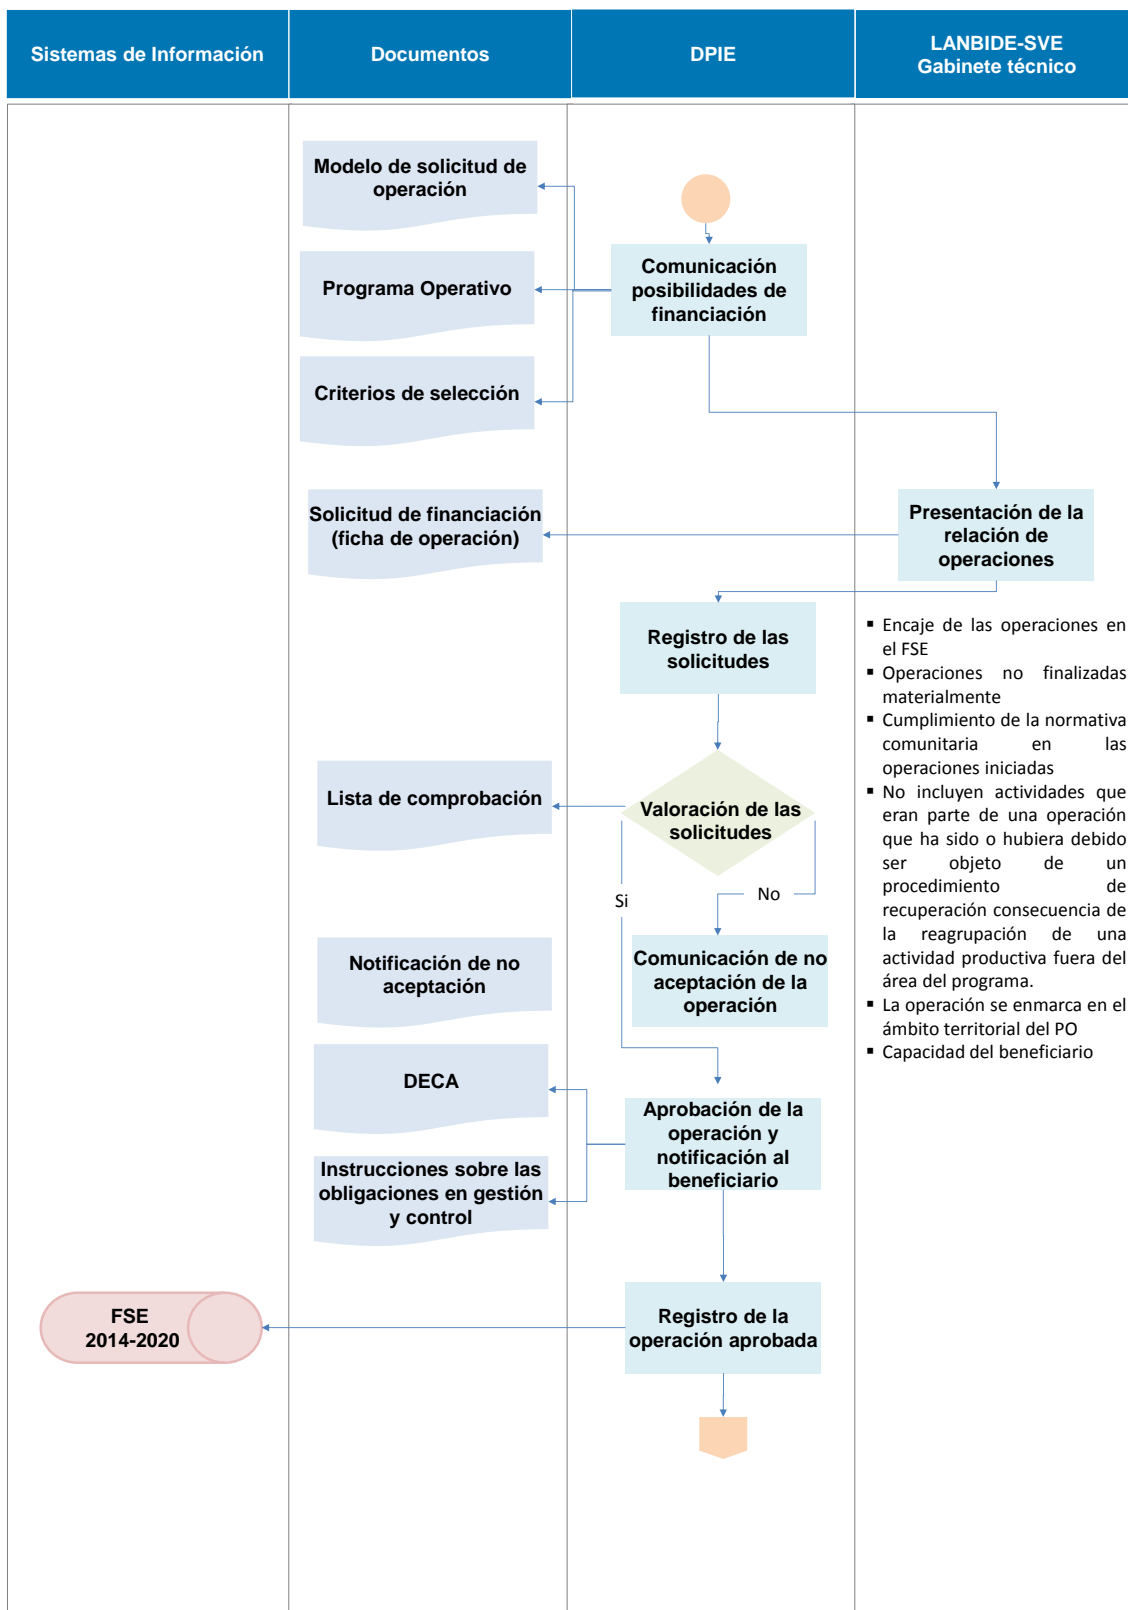 Sistemas de Información
Documentos
DPIE
LANBIDE-SVE
Gabinete técnico
Modelo de solicitud de
operación
Programa Operativo
Comunicación
posibilidades de
financiación
Criterios de selección
Solicitud de financiación
(ficha de operación)
Presentación de la
relación de
operaciones
Registro de las
solicitudes
▪ Encaje de las operaciones en
el FSE
▪ Operaciones no finalizadas
materialmente
▪ Cumplimiento de la normativa
comunitaria en las
operaciones iniciadas
▪ No incluyen actividades que
eran parte de una operación
que ha sido o hubiera debido
ser objeto de un
procedimiento de
recuperación consecuencia de
la reagrupación de una
actividad productiva fuera del
área del programa.
▪ La operación se enmarca en el
ámbito territorial del PO
▪ Capacidad del beneficiario
Lista de comprobación
Valoración de las
solicitudes
Si
No
Notificación de no
aceptación
Comunicación de no
aceptación de la
operación
DECA
Aprobación de la
operación y
notificación al
beneficiario
Instrucciones sobre las
obligaciones en gestión
y control
FSE
2014-2020
Registro de la
operación aprobada